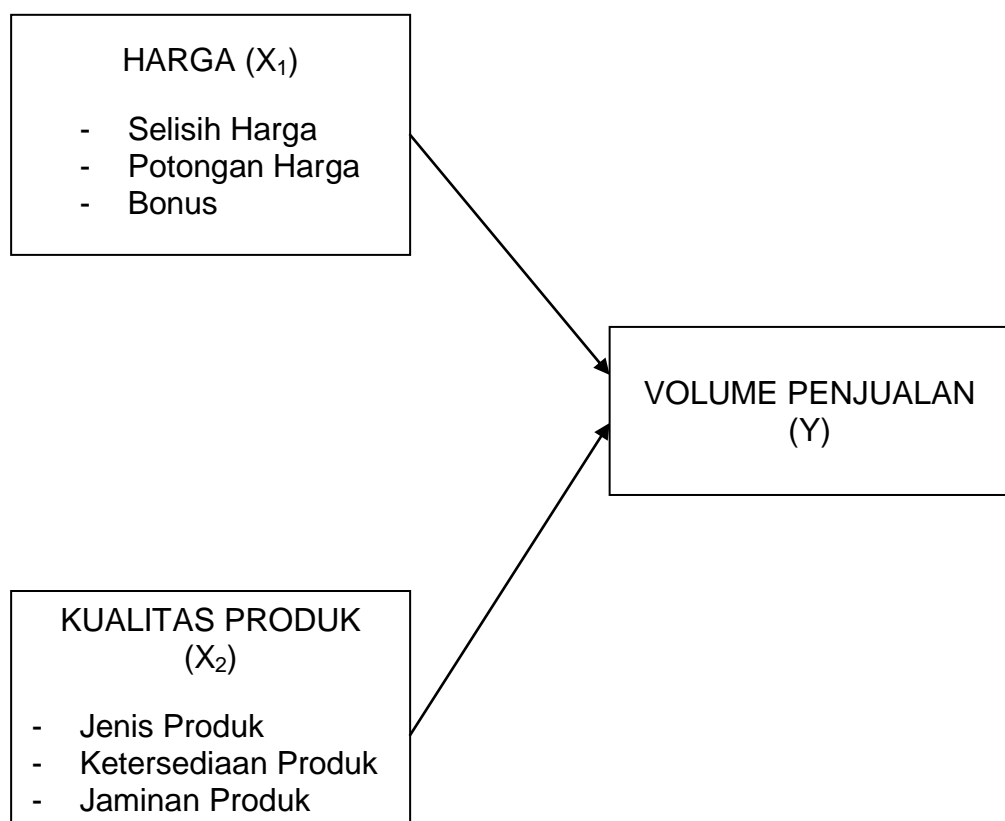 HARGA (X₁)
- Selisih Harga
- Potongan Harga
- Bonus
VOLUME PENJUALAN
(Y)
KUALITAS PRODUK
(X₂)
- Jenis Produk
- Ketersediaan Produk
- Jaminan Produk